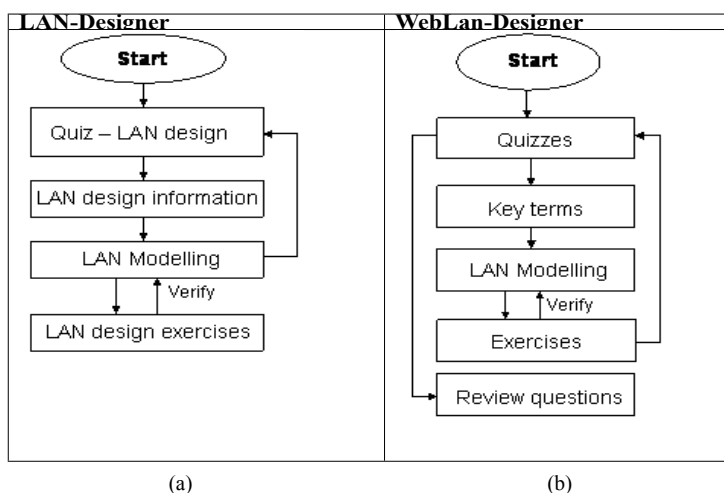 LAN-Designer
Start
Quiz – LAN design
LAN design information
LAN Modelling
Verify
LAN design exercises
(a)
WebLan-Designer
Start
Quizzes
Key terms
LAN Modelling
Verify
Exercises
Review questions
(b)